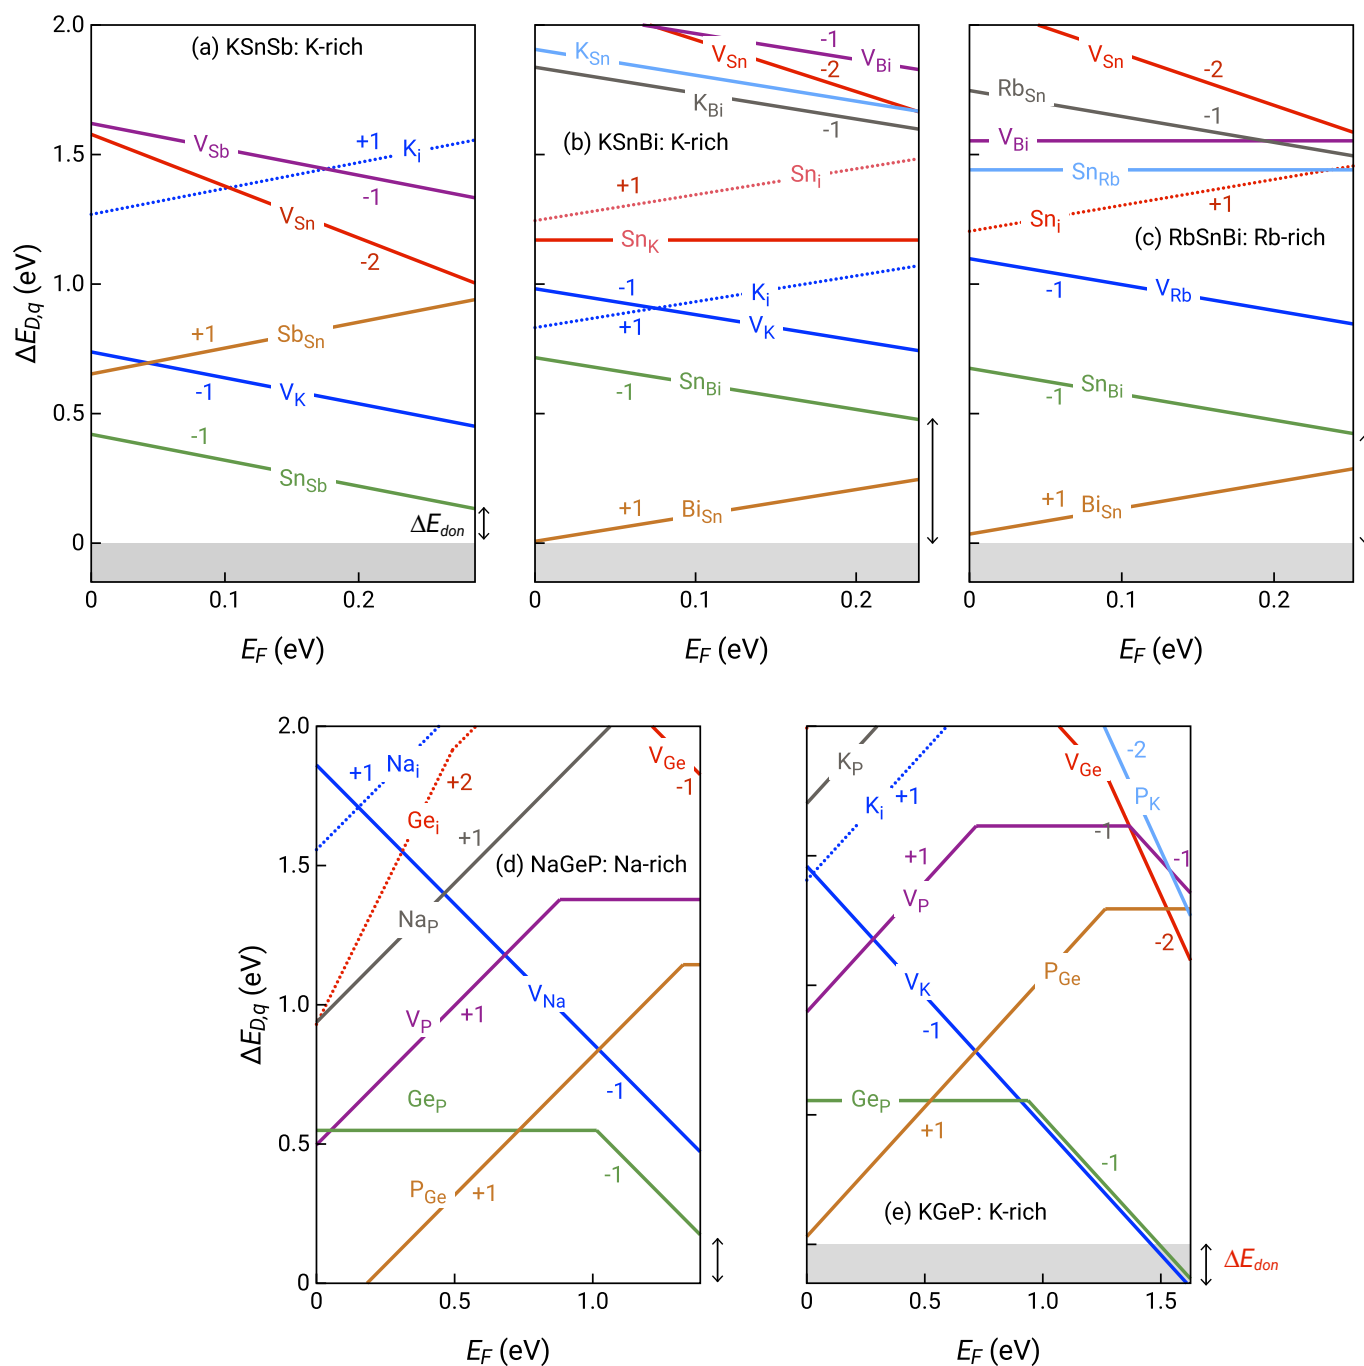 (a) KSnSb: K-rich
2.0
1.5
1.0
0.5
0
ΔE_D,q (eV)
V_Sb
+1
K_i
-1
V_Sn
-2
+1
Sb_Sn
-1
V_K
-1
Sn_Sb
ΔE_don
0
0.1
0.2
E_F (eV)
K_Sn
V_Sn
-1
V_Bi
-2
K_Bi
-1
(b) KSnBi: K-rich
+1
Sn_i
Sn_K
-1
K_i
+1
V_K
-1
Sn_Bi
+1
Bi_Sn
0
0.1
0.2
E_F (eV)
V_Sn
-2
Rb_Sn
-1
V_Bi
Sn_Rb
Sn_i
+1
(c) RbSnBi: Rb-rich
-1
V_Rb
-1
Sn_Bi
+1
Bi_Sn
0
0.1
0.2
E_F (eV)
2.0
1.5
1.0
0.5
0
ΔE_D,q (eV)
+1
Na_i
+2
Ge_i
+1
V_Ge
-1
(d) NaGeP: Na-rich
Na_P
V_P
+1
V_Na
-1
Ge_P
-1
P_Ge
+1
0
0.5
1.0
E_F (eV)
K_P
K_i
+1
V_Ge
-2
P_K
-1
-1
+1
V_P
-2
P_Ge
V_K
-1
Ge_P
+1
-1
(e) KGeP: K-rich
ΔE_don
0
0.5
1.0
1.5
E_F (eV)